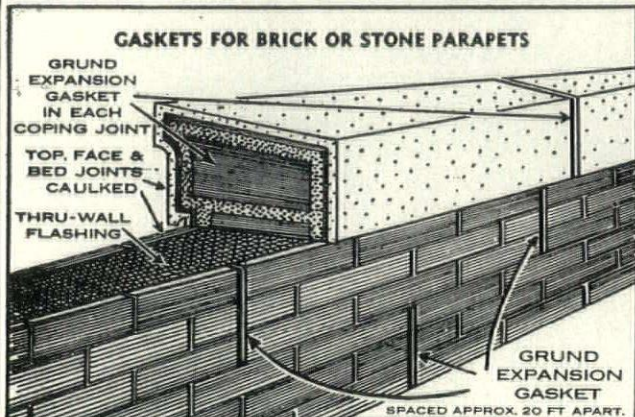 GASKETS FOR BRICK OR STONE PARAPETS
GRUND
EXPANSION
GASKET
IN EACH
COPING JOINT
TOP, FACE &
BED JOINTS
CAULKED
THRU-WALL
FLASHING
GRUND
EXPANSION
GASKET
SPACED APPROX. 20 FT APART.